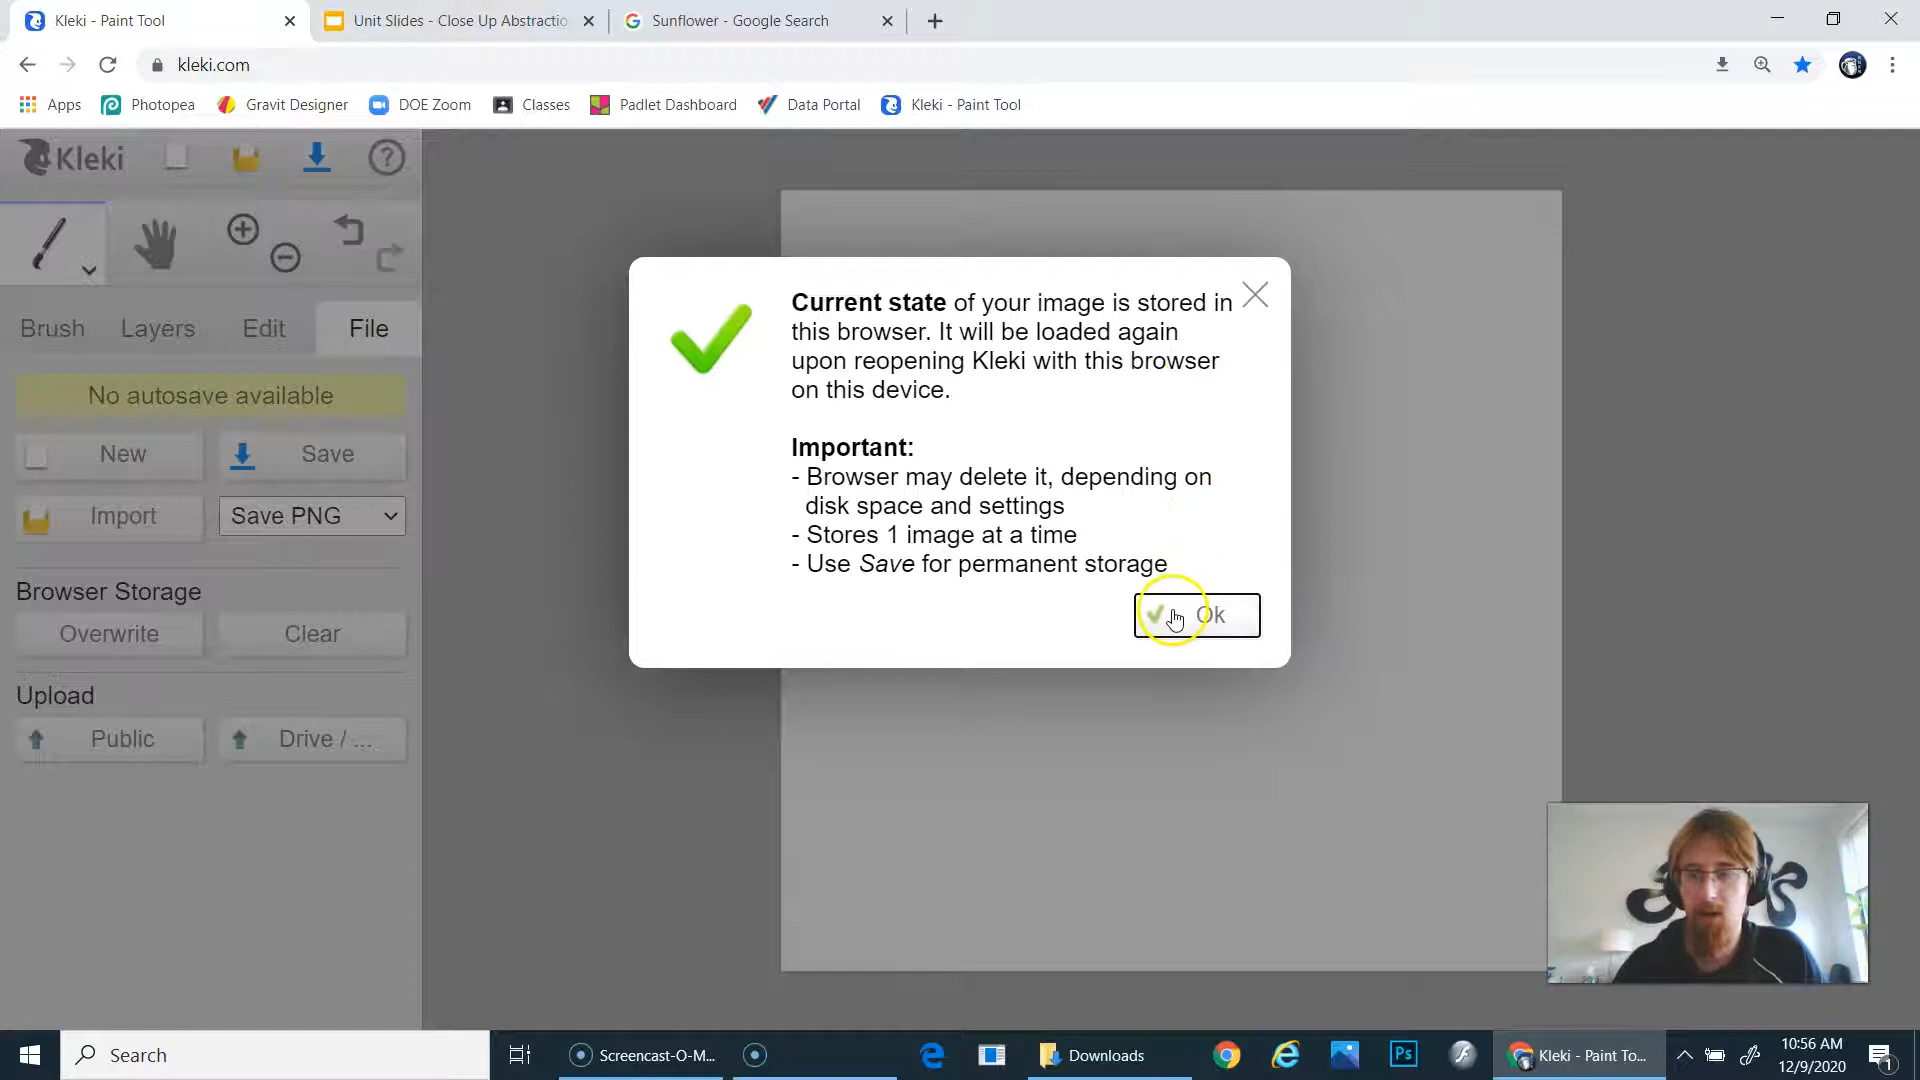 Kleki - Paint Tool
Unit Slides - Close Up Abstractio
Sunflower - Google Search
kleki.com
Apps
Photopea
Gravit Designer
DOE Zoom
Classes
Padlet Dashboard
Data Portal
Kleki - Paint Tool
Kleki
Brush
Layers
Edit
File
No autosave available
New
Save
Import
Save PNG
Browser Storage
Overwrite
Clear
Upload
Public
Drive / ...
Current state of your image is stored in
this browser. It will be loaded again
upon reopening Kleki with this browser
on this device.
Important:
- Browser may delete it, depending on
disk space and settings
- Stores 1 image at a time
- Use Save for permanent storage
Ok
Search
Screencast-O-M...
Downloads
Ps
Kleki - Paint To...
10:56 AM
12/9/2020
1